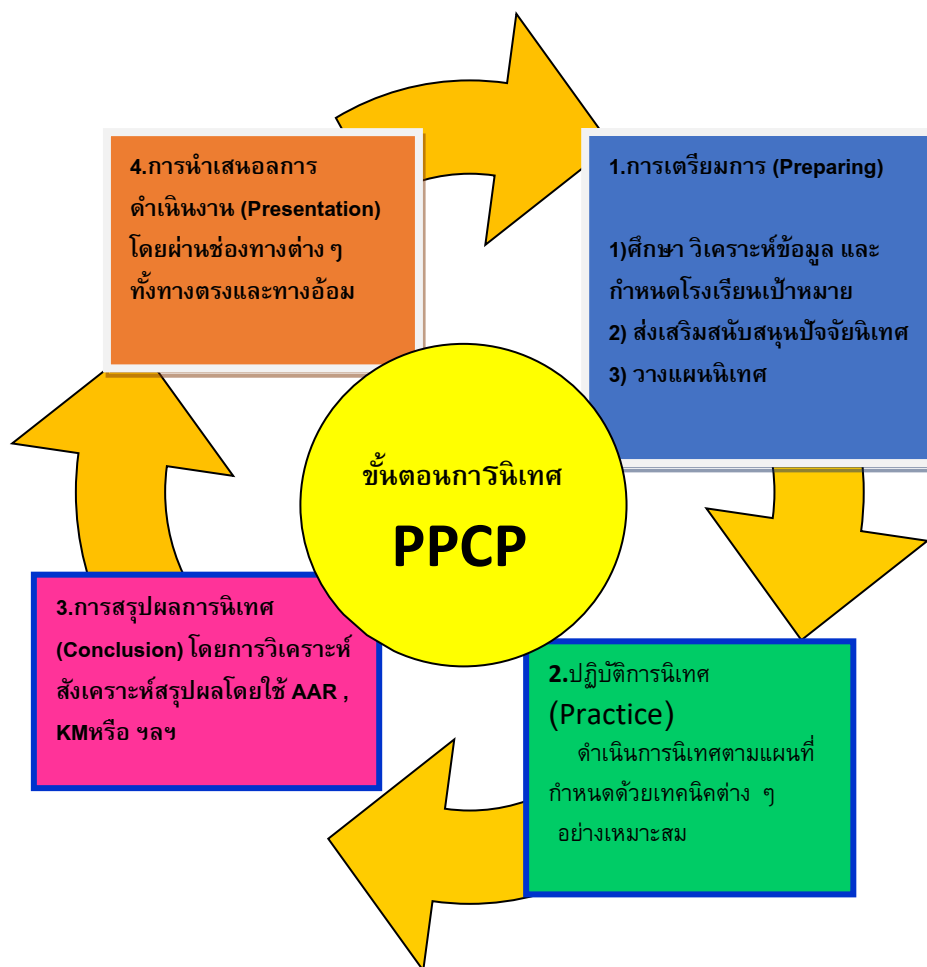 4.การนำเสนอลการ
ดำเนินงาน (Presentation)
โดยผ่านช่องทางต่าง ๆ
ทั้งทางตรงและทางอ้อม
1.การเตรียมการ (Preparing)
1)ศึกษา วิเคราะห์ข้อมูล และ
กำหนดโรงเรียนเป้าหมาย
2) ส่งเสริมสนับสนุนปัจจัยนิเทศ
3) วางแผนนิเทศ
ขั้นตอนการนิเทศ
PPCP
3.การสรุปผลการนิเทศ
(Conclusion) โดยการวิเคราะห์
สังเคราะห์สรุปผลโดยใช้ AAR ,
KMหรือ ฯลฯ
2.ปฏิบัติการนิเทศ
(Practice)
ดำเนินการนิเทศตามแผนที่
กำหนดด้วยเทคนิคต่าง ๆ
อย่างเหมาะสม